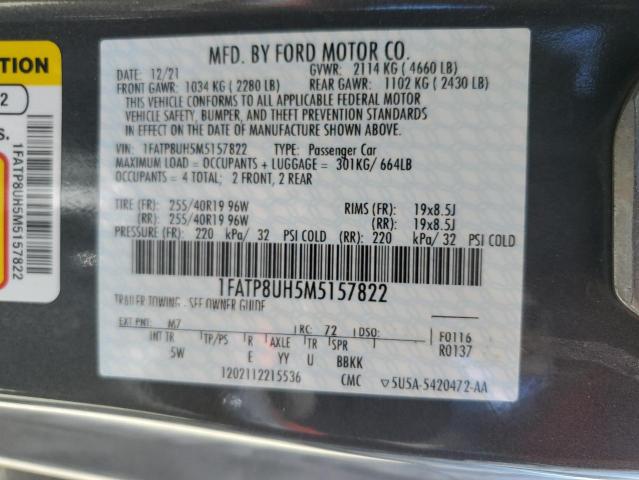 TION
2
S.
1FATP8UH5M5157822
MFD. BY FORD MOTOR CO.
DATE: 12/21 GVWR: 2114 KG ( 4660 LB)
FRONT GAWR: 1034 KG ( 2280 LB) REAR GAWR: 1102 KG ( 2430 LB)
THIS VEHICLE CONFORMS TO ALL APPLICABLE FEDERAL MOTOR
VEHICLE SAFETY, BUMPER, AND THEFT PREVENTION STANDARDS
IN EFFECT ON THE DATE OF MANUFACTURE SHOWN ABOVE.
VIN: 1FATP8UH5M5157822 TYPE: Passenger Car
MAXIMUM LOAD = OCCUPANTS + LUGGAGE = 301KG/ 664LB
OCCUPANTS = 4 TOTAL; 2 FRONT, 2 REAR
TIRE (FR): 255/40R19 96W RIMS (FR): 19x8.5J
(RR): 255/40R19 96W (RR): 19x8.5J
PRESSURE (FR): 220 kPa/ 32 PSI COLD (RR): 220 kPa/ 32 PSI COLD
1FATP8UH5M5157822
TRAILER TOWING - SEE OWNER GUIDE
EXT PNT: M7 RC: 72 DSO: F0116
INT TR TP/PS R AXLE TR SPR R0137
5W E YY U BBKK
1202112215536 CMC 5U5A-5420472-AA